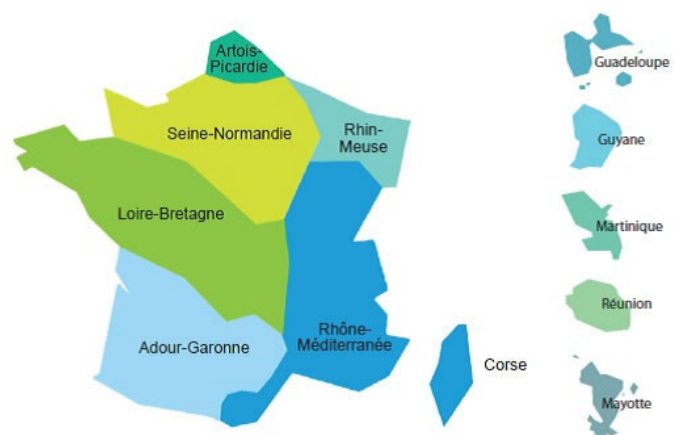 Artois-
Picardie
Seine-Normandie
Rhin-
Meuse
Loire-Bretagne
Adour-Garonne
Rhône-
Méditerranée
Corse
Guadeloupe
Guyane
Martinique
Réunion
Mayotte